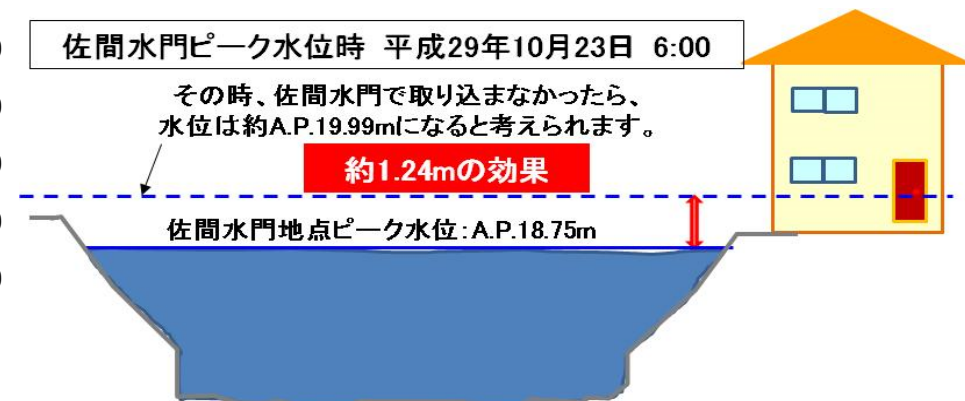 佐間水門ピーク水位時 平成29年10月23日 6:00
その時、佐間水門で取り込まなかったら、
水位は約A.P.19.99mになると考えられます。
約1.24mの効果
佐間水門地点ピーク水位:A.P.18.75m